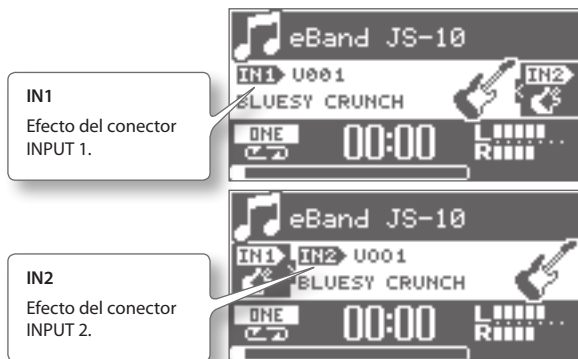 eBand JS-10
IN1 U001 IN2
BLUESY CRUNCH
ONE 00:00 L
R
IN1
Efecto del conector
INPUT 1.
eBand JS-10
IN1 IN2 U001
BLUESY CRUNCH
ONE 00:00 L
R
IN2
Efecto del conector
INPUT 2.